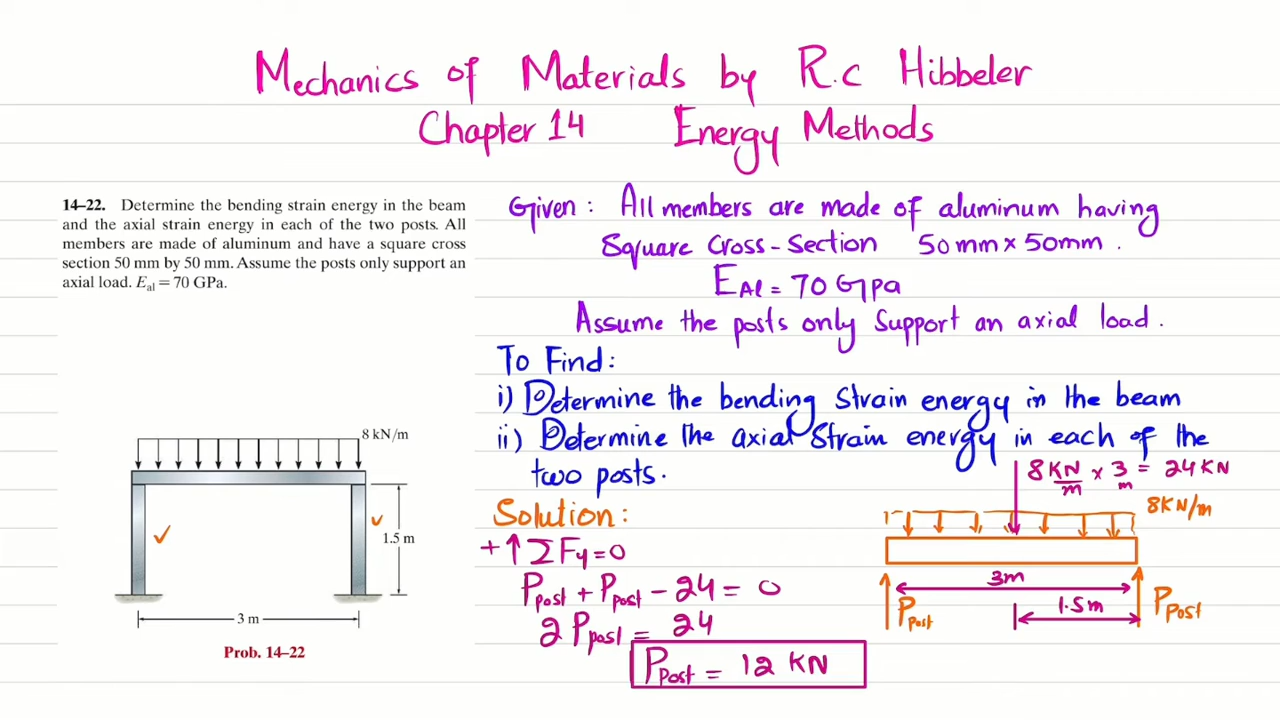 Mechanics of Materials by R.c Hibbeler
Chapter 14 Energy Methods
14–22. Determine the bending strain energy in the beam
and the axial strain energy in each of the two posts. All
members are made of aluminum and have a square cross
section 50 mm by 50 mm. Assume the posts only support an
axial load. Eal = 70 GPa.
8 kN/m
1.5 m
3 m
Prob. 14–22
Given : All members are made of aluminum having
Square Cross-Section 50mm x 50mm .
EAl = 70 Gpa
Assume the posts only Support an axial load .
To Find :
i) Determine the bending Strain energy in the beam
ii) Determine the axial Strain energy in each of the
two posts.
8 KN/m x 3 m = 24 KN
Solution :
8KN/m
+↑ ΣFy = 0
Ppost + Ppost - 24 = 0
2 Ppost = 24
Ppost = 12 KN
3m
1.5m
Ppost
Ppost